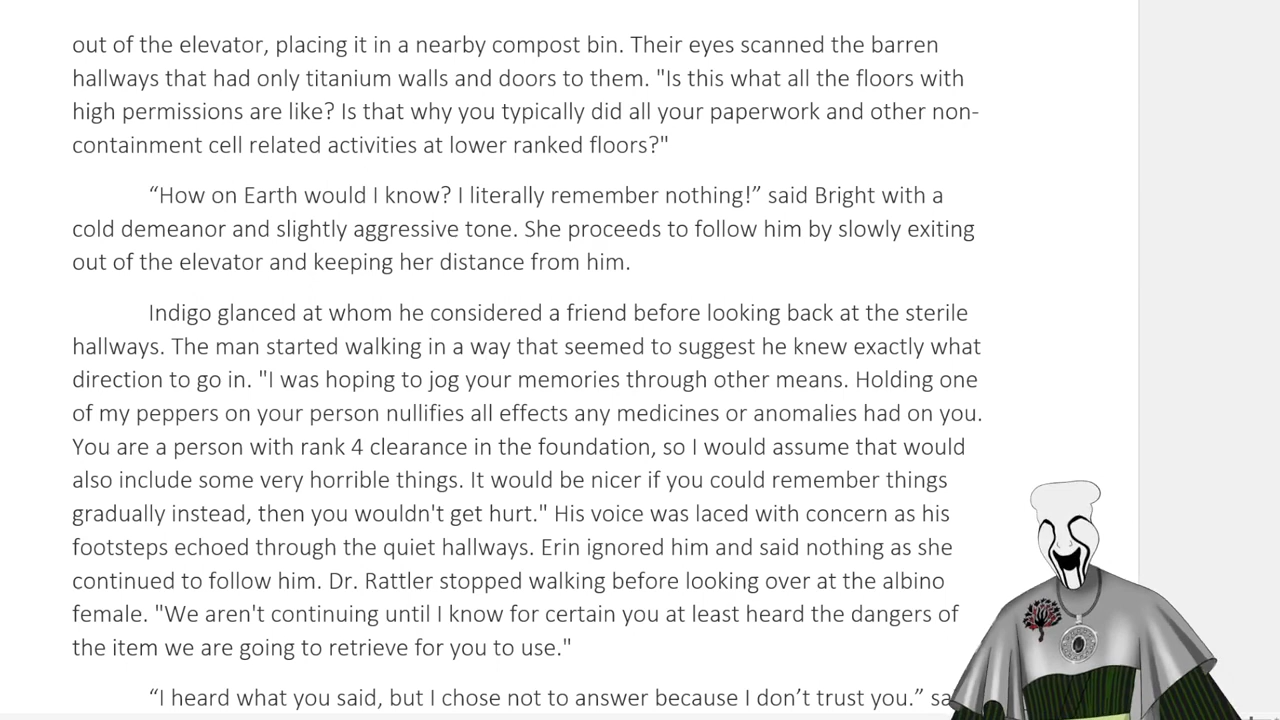 out of the elevator, placing it in a nearby compost bin. Their eyes scanned the barren
hallways that had only titanium walls and doors to them. "Is this what all the floors with
high permissions are like? Is that why you typically did all your paperwork and other non-
containment cell related activities at lower ranked floors?"
“How on Earth would I know? I literally remember nothing!” said Bright with a
cold demeanor and slightly aggressive tone. She proceeds to follow him by slowly exiting
out of the elevator and keeping her distance from him.
Indigo glanced at whom he considered a friend before looking back at the sterile
hallways. The man started walking in a way that seemed to suggest he knew exactly what
direction to go in. "I was hoping to jog your memories through other means. Holding one
of my peppers on your person nullifies all effects any medicines or anomalies had on you.
You are a person with rank 4 clearance in the foundation, so I would assume that would
also include some very horrible things. It would be nicer if you could remember things
gradually instead, then you wouldn't get hurt." His voice was laced with concern as his
footsteps echoed through the quiet hallways. Erin ignored him and said nothing as she
continued to follow him. Dr. Rattler stopped walking before looking over at the albino
female. "We aren't continuing until I know for certain you at least heard the dangers of
the item we are going to retrieve for you to use."
“I heard what you said, but I chose not to answer because I don’t trust you.”